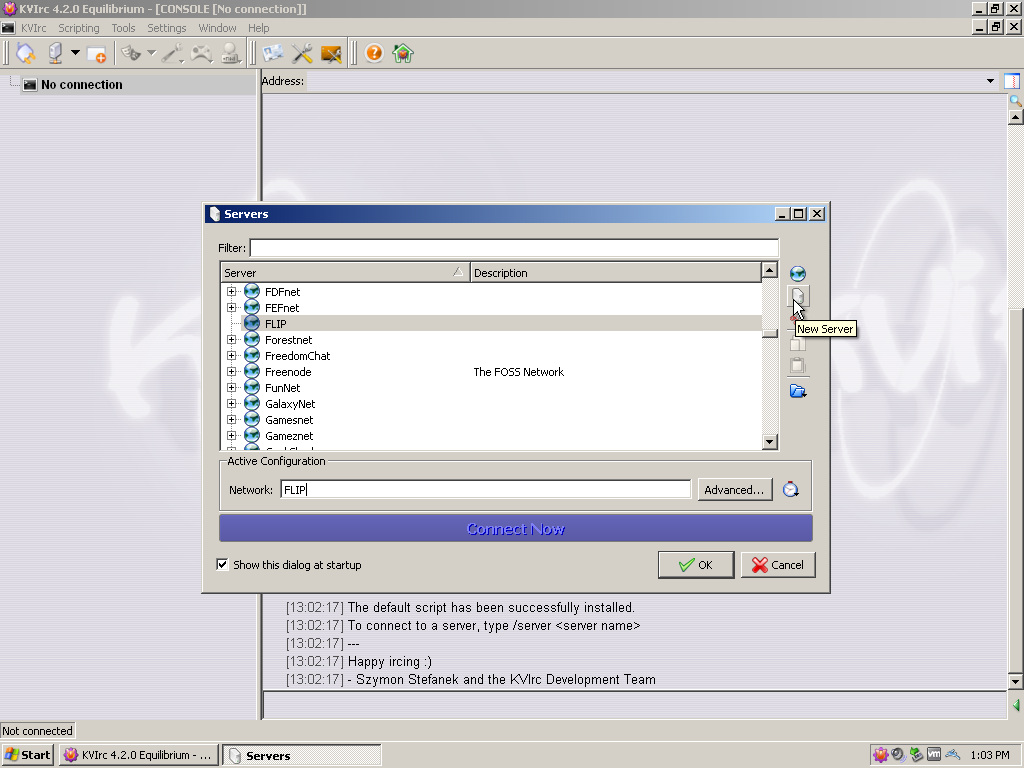 KVIrc 4.2.0 Equilibrium - [CONSOLE [No connection]]
KVIrc Scripting Tools Settings Window Help
No connection
Address:
Servers
Filter:
Server Description
FDFnet
FEFnet
FLIP
New Server
Forestnet
FreedomChat
Freenode The FOSS Network
FunNet
GalaxyNet
Gamesnet
Gameznet
Active Configuration
Network: FLIP Advanced...
Connect Now
Show this dialog at startup OK Cancel
[13:02:17] The default script has been successfully installed.
[13:02:17] To connect to a server, type /server <server name>
[13:02:17] ---
[13:02:17] Happy ircing :)
[13:02:17] - Szymon Stefanek and the KVIrc Development Team
Not connected
Start KVIrc 4.2.0 Equilibrium - ... Servers 1:03 PM